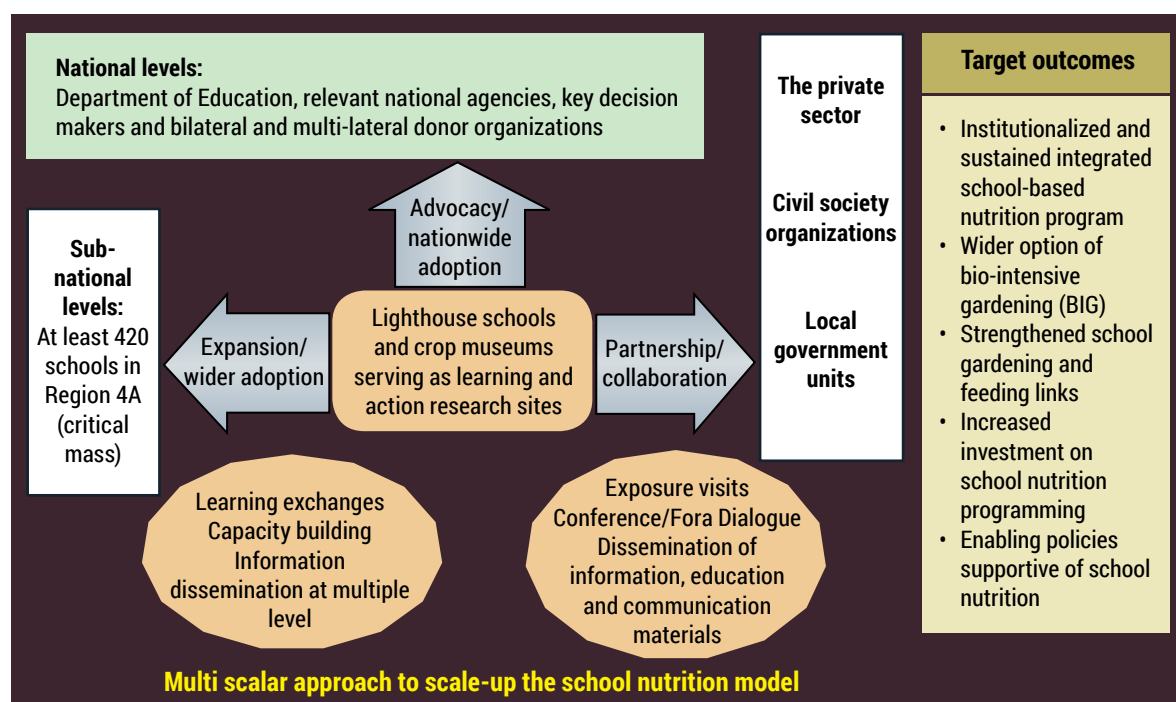 National levels:
Department of Education, relevant national agencies, key decision
makers and bilateral and multi-lateral donor organizations
Advocacy/
nationwide
adoption
Sub-
national
levels:
At least 420
schools in
Region 4A
(critical
mass)
Expansion/
wider adoption
Lighthouse schools
and crop museums
serving as learning and
action research sites
Partnership/
collaboration
The private
sector
Civil society
organizations
Local
government
units
Learning exchanges
Capacity building
Information
dissemination at multiple
level
Exposure visits
Conference/Fora Dialogue
Dissemination of
information, education
and communication
materials
Multi scalar approach to scale-up the school nutrition model
Target outcomes
• Institutionalized and
sustained integrated
school-based
nutrition program
• Wider option of
bio-intensive
gardening (BIG)
• Strengthened school
gardening and
feeding links
• Increased
investment on
school nutrition
programming
• Enabling policies
supportive of school
nutrition